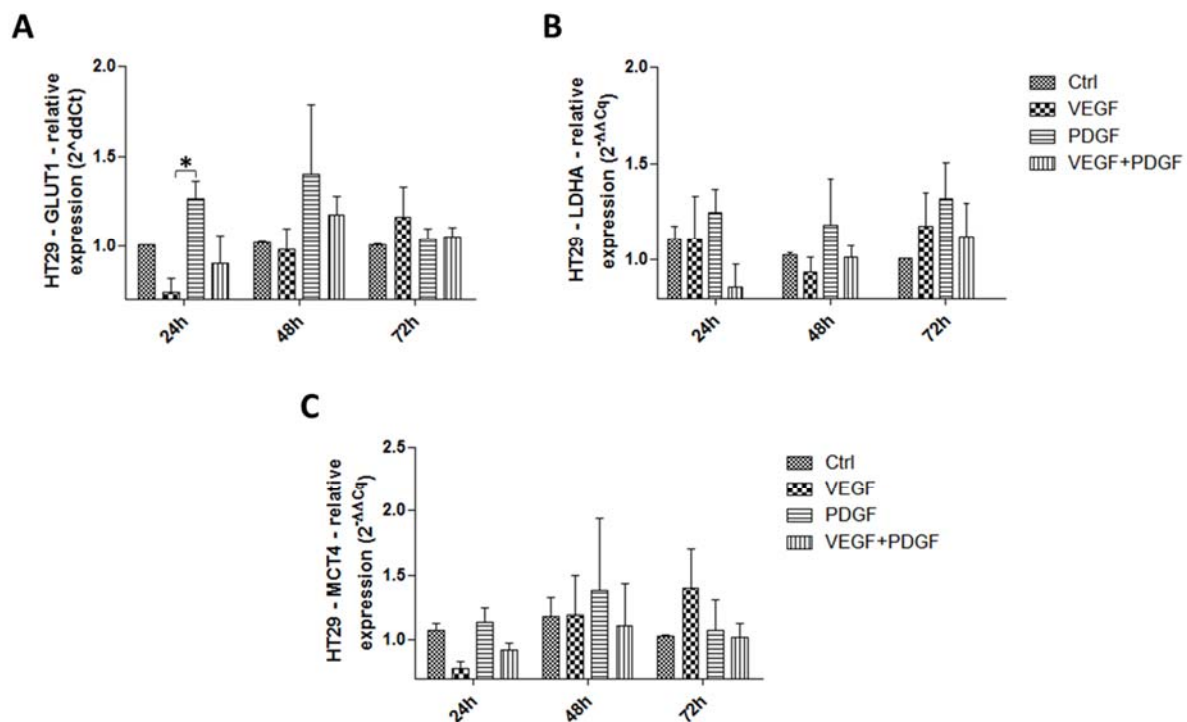 A
HT29 - GLUT1 - relative
expression (2^ddCt)
2.0
1.5
1.0
*
24h
48h
72h
B
HT29 - LDHA - relative
expression (2^-ΔΔCq)
2.0
1.5
1.0
24h
48h
72h
Ctrl
VEGF
PDGF
VEGF+PDGF
C
HT29 - MCT4 - relative
expression (2^-ΔΔCq)
2.5
2.0
1.5
1.0
24h
48h
72h
Ctrl
VEGF
PDGF
VEGF+PDGF